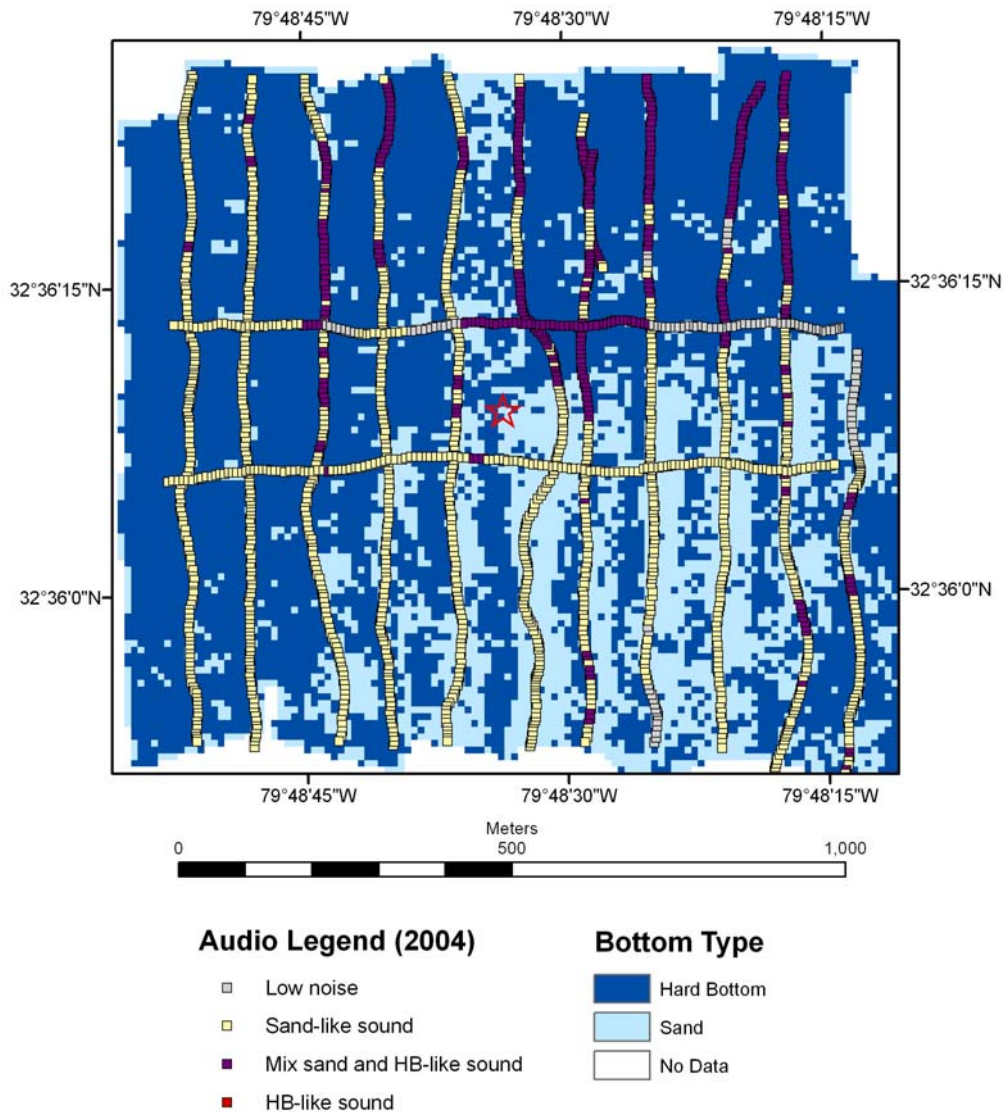 79°48'45"W 79°48'30"W 79°48'15"W
32°36'15"N 32°36'15"N
32°36'0"N 32°36'0"N
79°48'45"W 79°48'30"W 79°48'15"W
Meters
0 500 1,000
Audio Legend (2004)
Low noise
Sand-like sound
Mix sand and HB-like sound
HB-like sound
Bottom Type
Hard Bottom
Sand
No Data